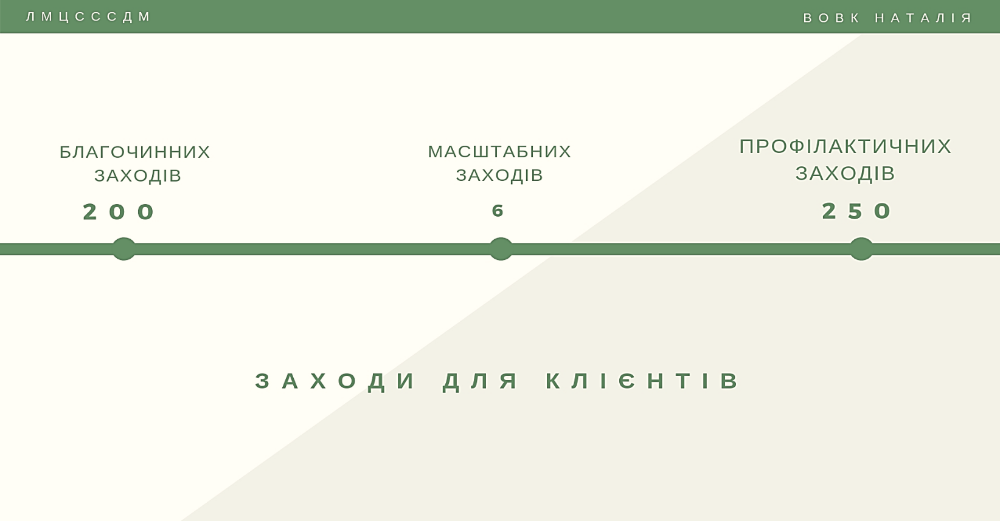 ЛМЦСССДМ
ВОВК НАТАЛІЯ
БЛАГОЧИННИХ
ЗАХОДІВ
200
МАСШТАБНИХ
ЗАХОДІВ
6
ПРОФІЛАКТИЧНИХ
ЗАХОДІВ
250
ЗАХОДИ ДЛЯ КЛІЄНТІВ